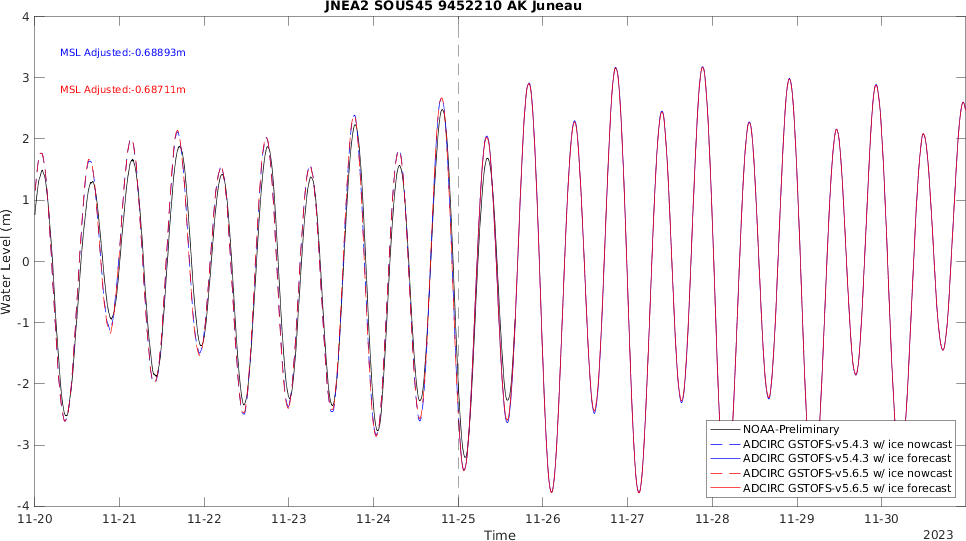 JNEA2 SOUS45 9452210 AK Juneau
MSL Adjusted:-0.68893m
MSL Adjusted:-0.68711m
4
3
2
1
0
-1
-2
-3
-4
Water Level (m)
NOAA-Preliminary
ADCIRC GSTOFS-v5.4.3 w/ ice nowcast
ADCIRC GSTOFS-v5.4.3 w/ ice forecast
ADCIRC GSTOFS-v5.6.5 w/ ice nowcast
ADCIRC GSTOFS-v5.6.5 w/ ice forecast
11-20 11-21 11-22 11-23 11-24 11-25 11-26 11-27 11-28 11-29 11-30
Time
2023